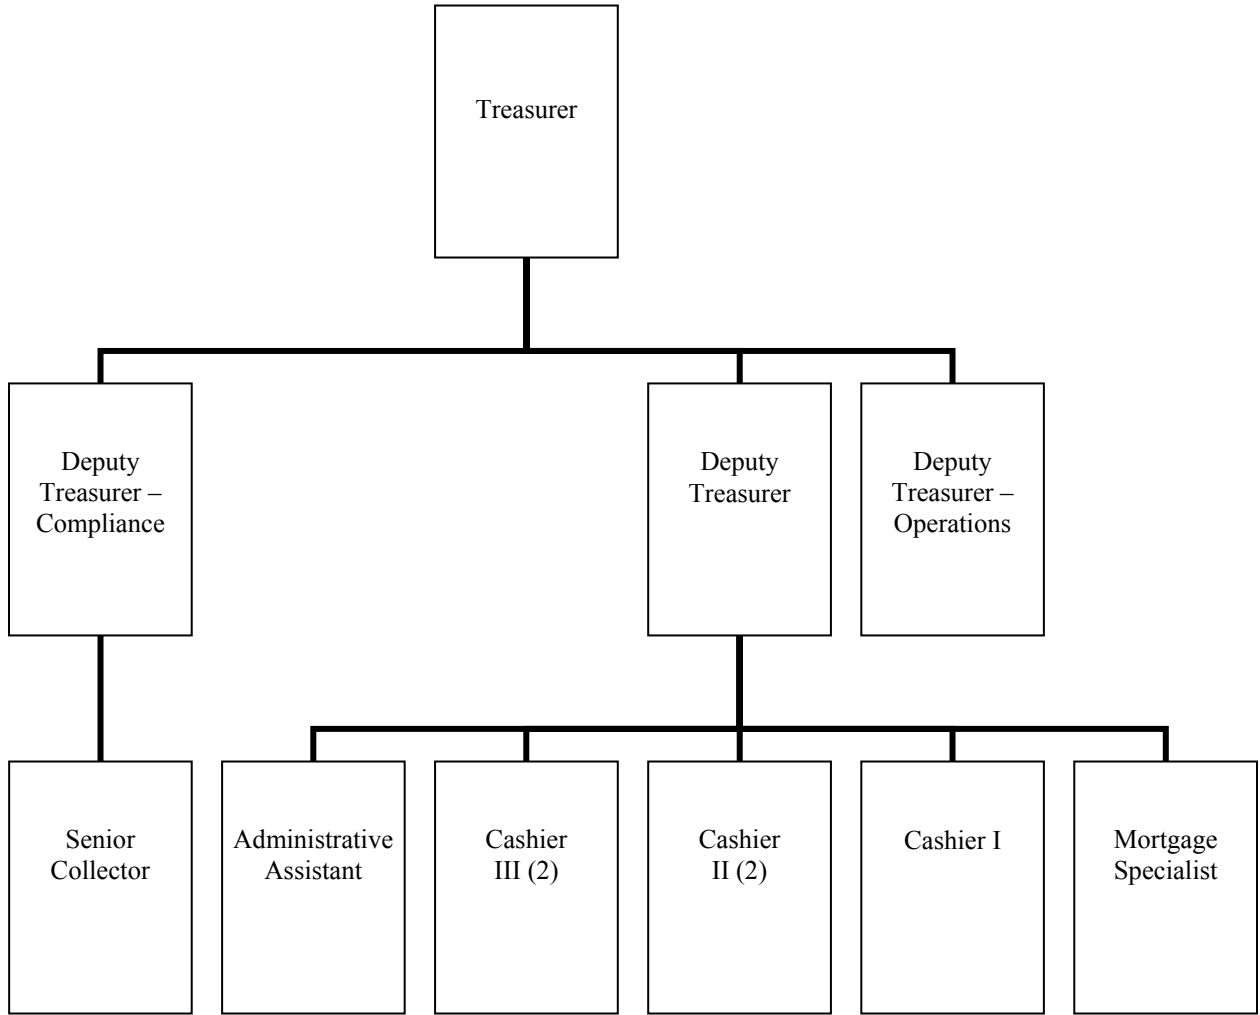 Treasurer
Deputy
Treasurer –
Compliance
Deputy
Treasurer
Deputy
Treasurer –
Operations
Senior
Collector
Administrative
Assistant
Cashier
III (2)
Cashier
II (2)
Cashier I
Mortgage
Specialist